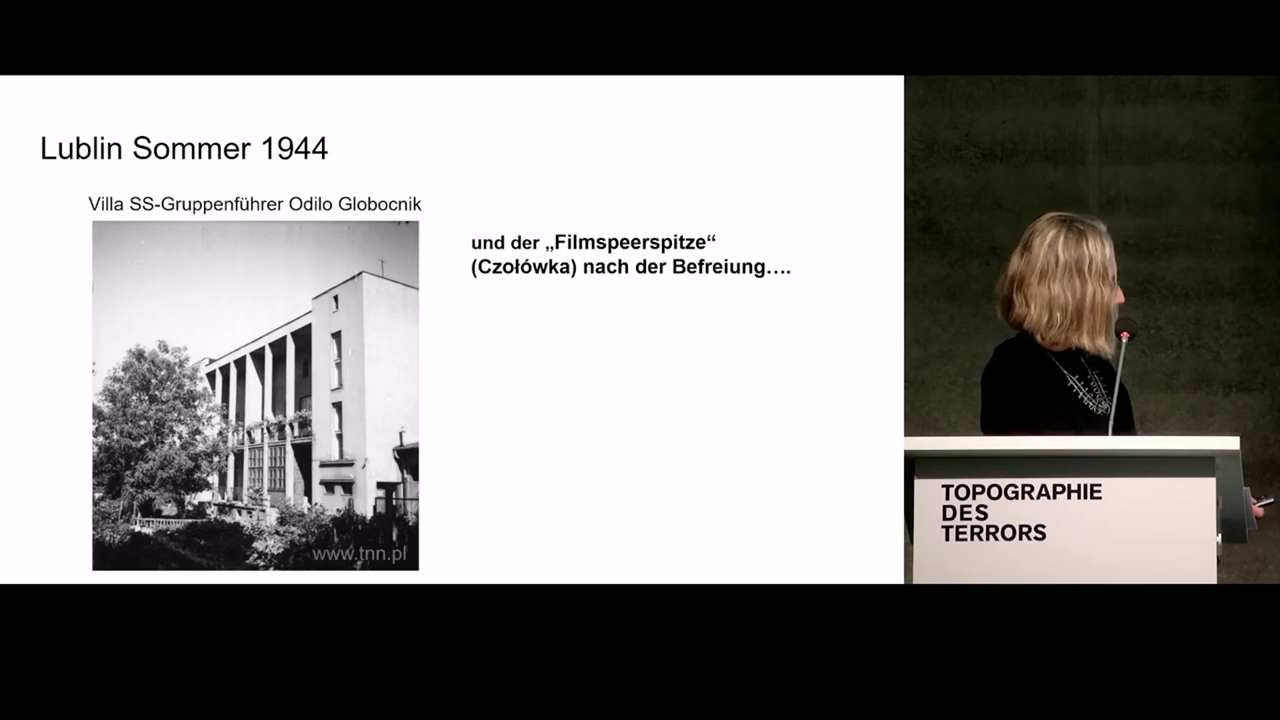 Lublin Sommer 1944
Villa SS-Gruppenführer Odilo Globocnik
und der „Filmspeerspitze“
(Czołówka) nach der Befreiung….
www.tnn.pl
TOPOGRAPHIE
DES
TERRORS